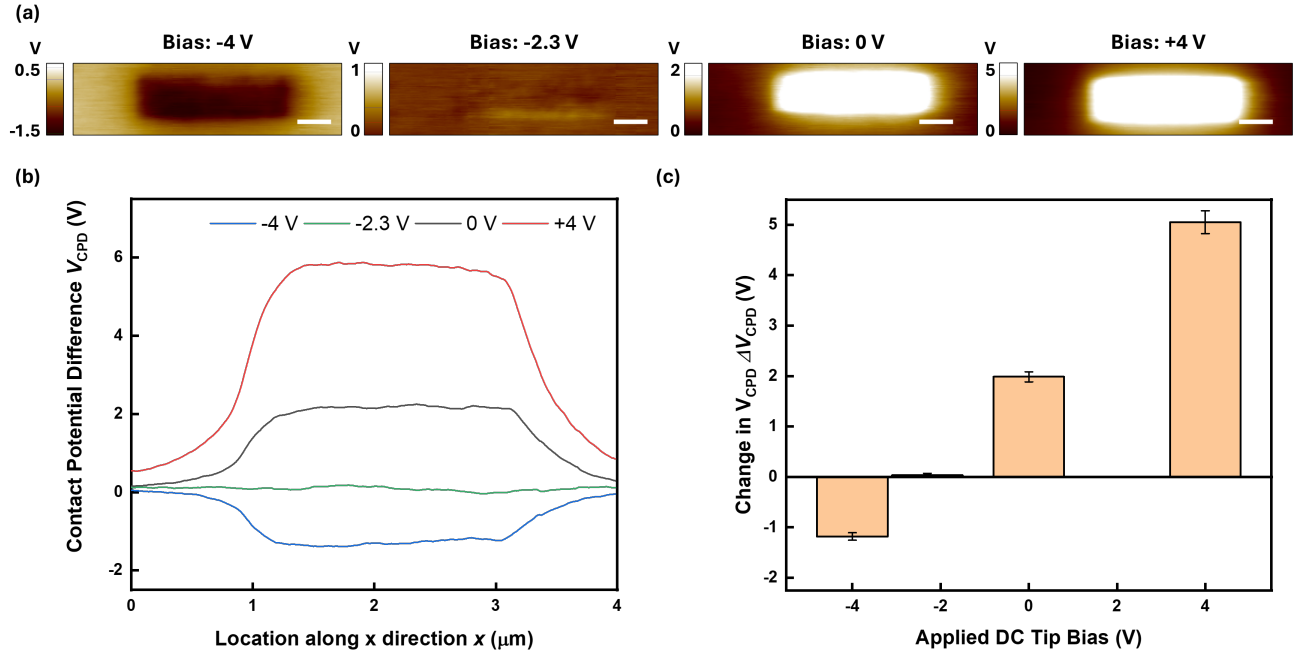 (a)
Bias: -4 V
Bias: -2.3 V
Bias: 0 V
Bias: +4 V
V
0.5
-1.5
V
1
0
V
2
0
V
5
0
(b)
Contact Potential Difference VCPD (V)
-4 V
-2.3 V
0 V
+4 V
6
4
2
0
-2
0
1
2
3
4
Location along x direction x (μm)
(c)
Change in VCPD ΔVCPD (V)
5
4
3
2
1
0
-1
-2
-4
-2
0
2
4
Applied DC Tip Bias (V)